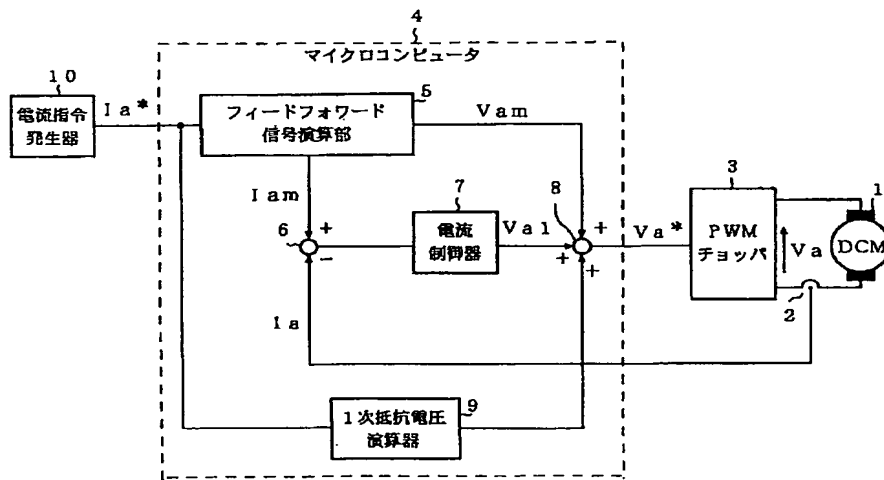 4
マイクロコンピュータ
10
電流指令
発生器
Ia*
5
フィードフォワード
信号演算部
Vam
Iam
+
6
−
7
電流
制御器
Va1
8
+
+
+
Va*
3
PWM
チョッパ
Va
1
DCM
2
Ia
9
1次抵抗電圧
演算器